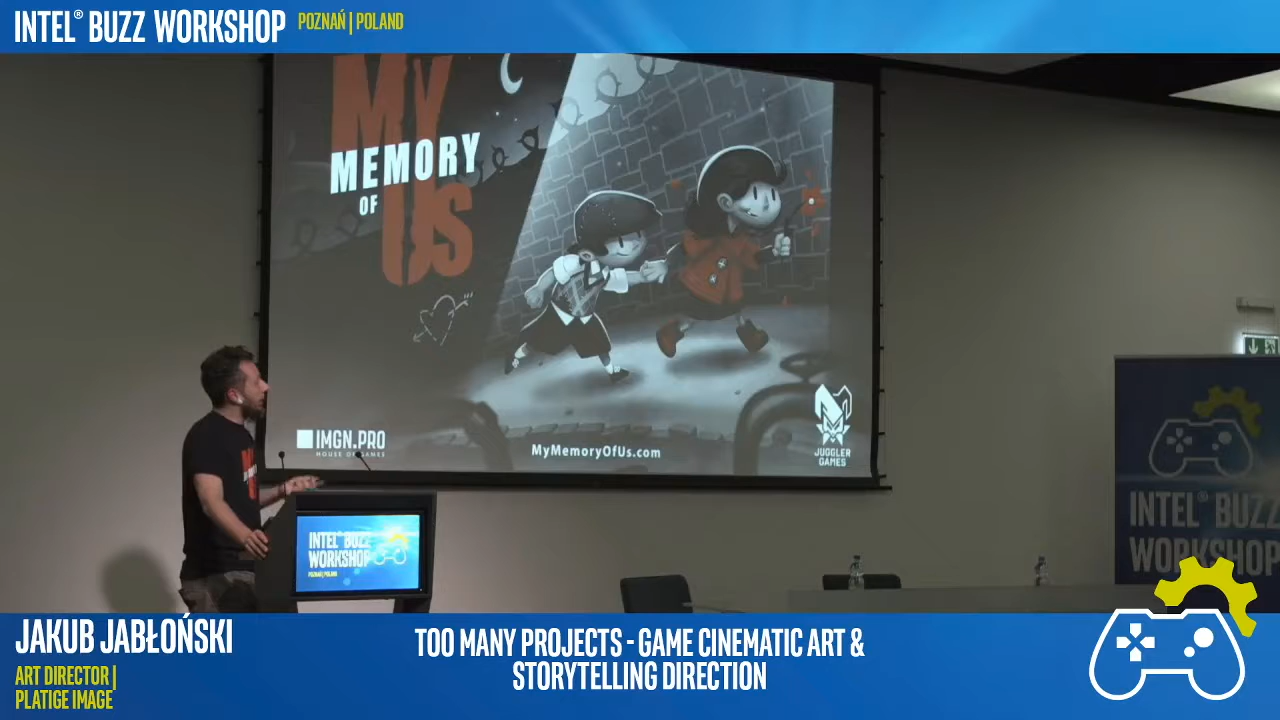 INTEL® BUZZ WORKSHOP
POZNAŃ | POLAND
MY
MEMORY
OF
US
IMGN.PRO
HOUSE OF GAMES
MyMemoryOfUs.com
JUGGLER
GAMES
INTEL® BUZZ
WORKSHOP
POZNAŃ | POLAND
INTEL® BUZZ
WORKSHOP
JAKUB JABŁOŃSKI
ART DIRECTOR |
PLATIGE IMAGE
TOO MANY PROJECTS - GAME CINEMATIC ART &
STORYTELLING DIRECTION